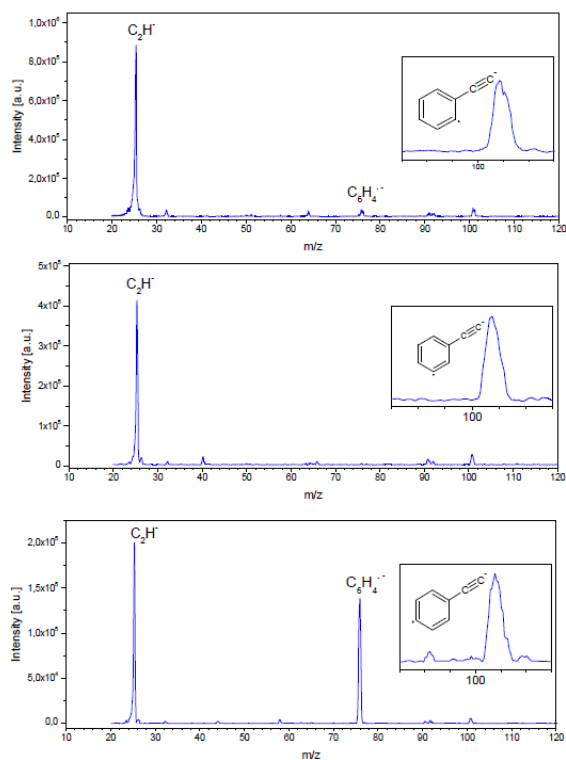 1,0x10⁶
8,0x10⁵
6,0x10⁵
4,0x10⁵
2,0x10⁵
0,0
Intensity [a.u.]
C₂H⁻
C₆H₄·⁻
C≡C⁻
100
10 20 30 40 50 60 70 80 90 100 110 120
m/z
5x10⁵
4x10⁵
3x10⁵
2x10⁵
1x10⁵
0
Intensity [a.u.]
C₂H⁻
C≡C⁻
100
10 20 30 40 50 60 70 80 90 100 110 120
m/z
2,0x10⁵
1,5x10⁵
1,0x10⁵
5,0x10⁴
0,0
Intensity [a.u.]
C₂H⁻
C₆H₄·⁻
C≡C⁻
100
10 20 30 40 50 60 70 80 90 100 110 120
m/z